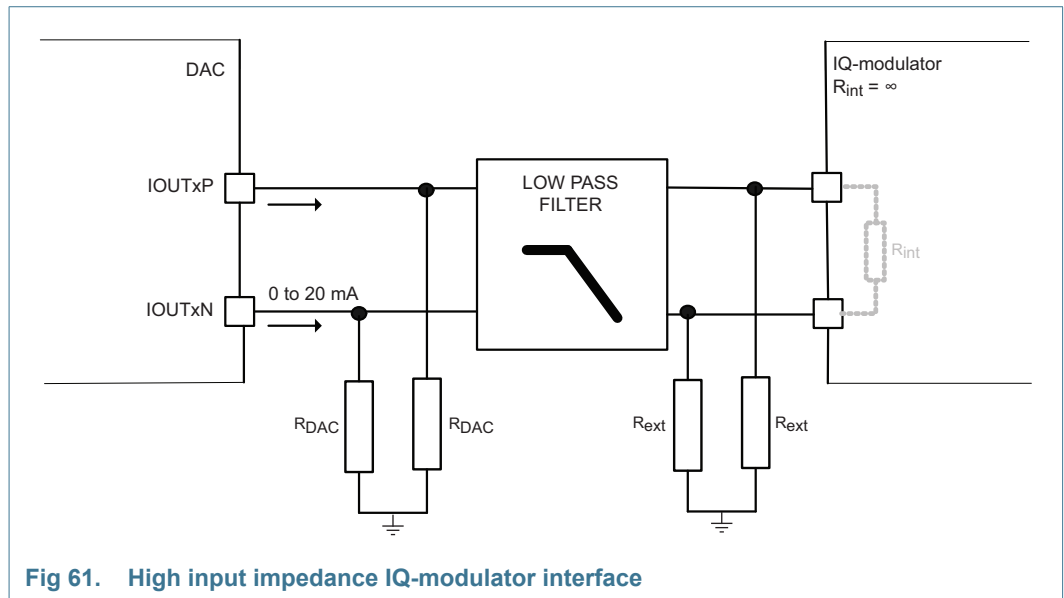 DAC
IQ-modulator
Rint = ∞
IOUTxP
LOW PASS
FILTER
Rint
0 to 20 mA
IOUTxN
RDAC
RDAC
Rext
Rext
Fig 61. High input impedance IQ-modulator interface